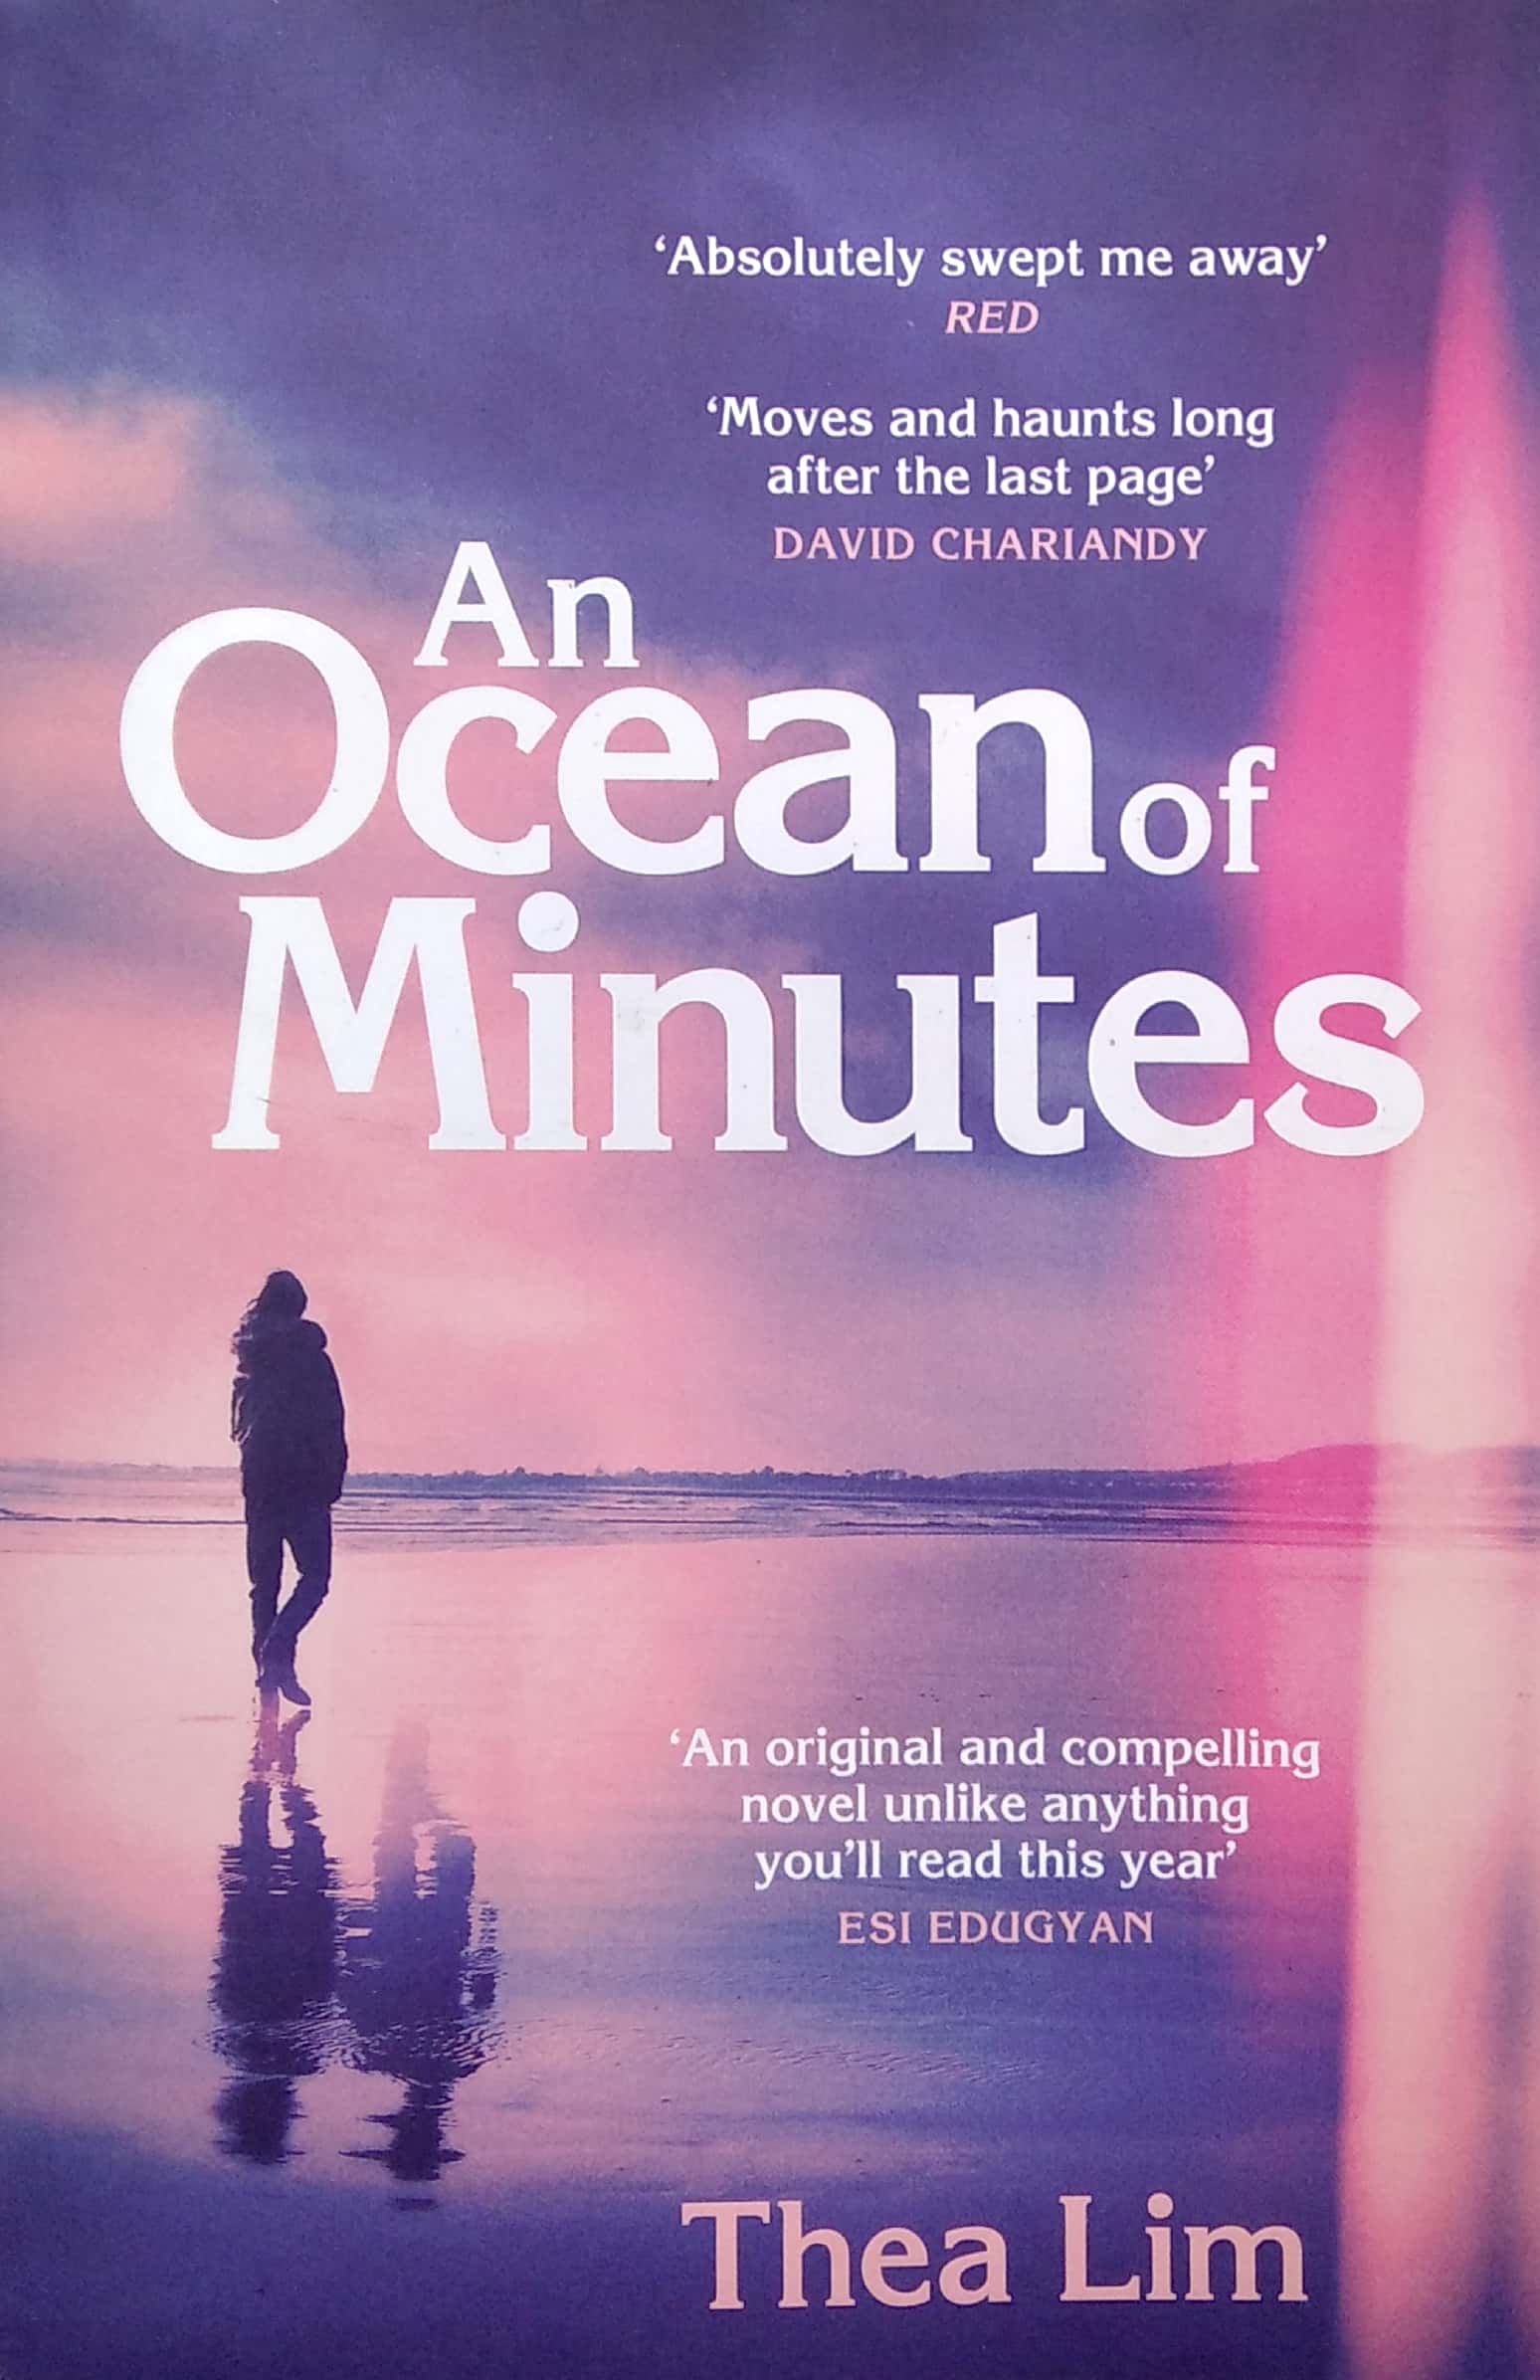 ‘Absolutely swept me away’
RED
‘Moves and haunts long
after the last page’
DAVID CHARIANDY
An
Ocean of
Minutes
‘An original and compelling
novel unlike anything
you’ll read this year’
ESI EDUGYAN
Thea Lim